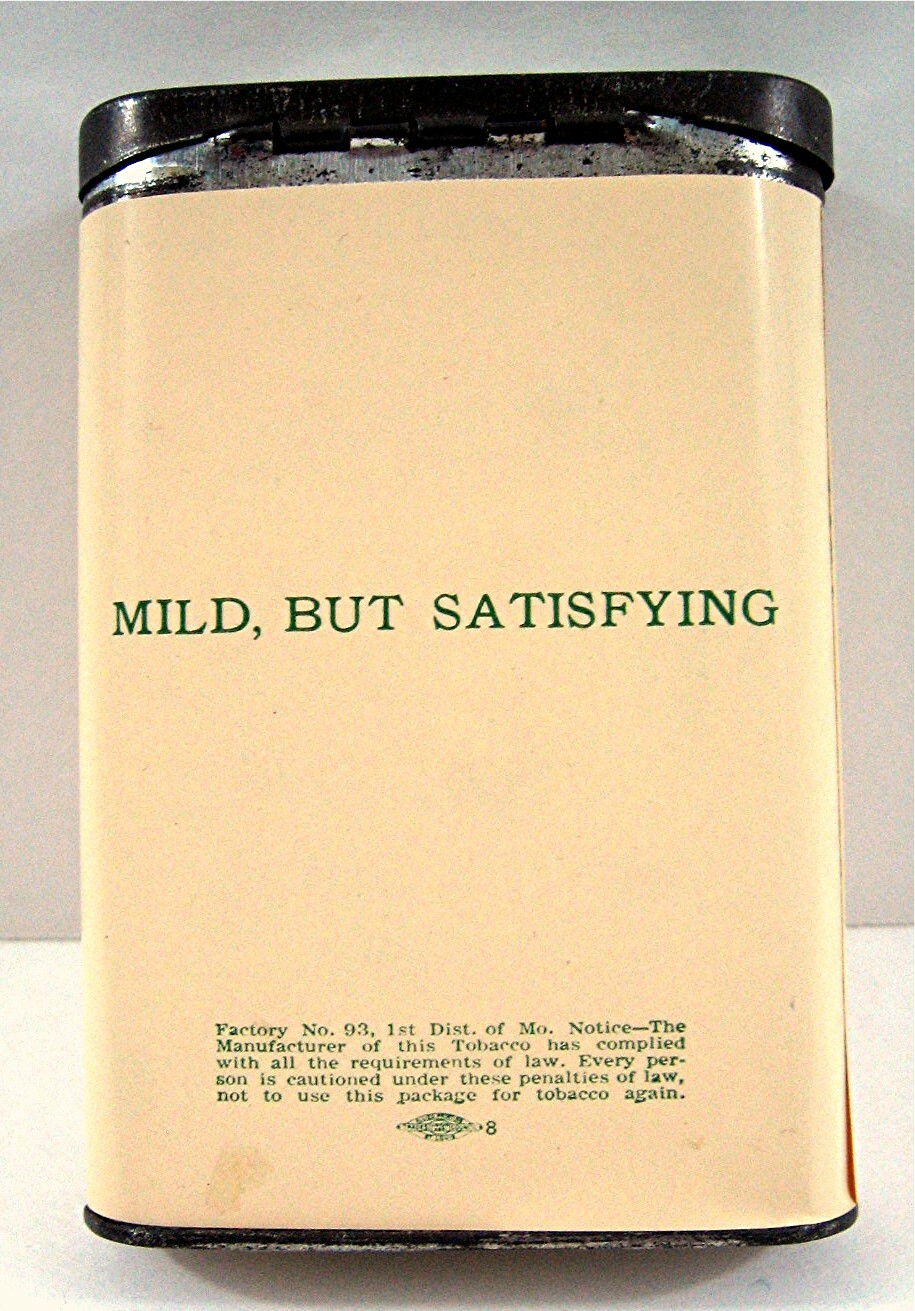 MILD, BUT SATISFYING
Factory No. 93, 1st Dist. of Mo. Notice—The
Manufacturer of this Tobacco has complied
with all the requirements of law. Every per-
son is cautioned under these penalties of law,
not to use this package for tobacco again.
8